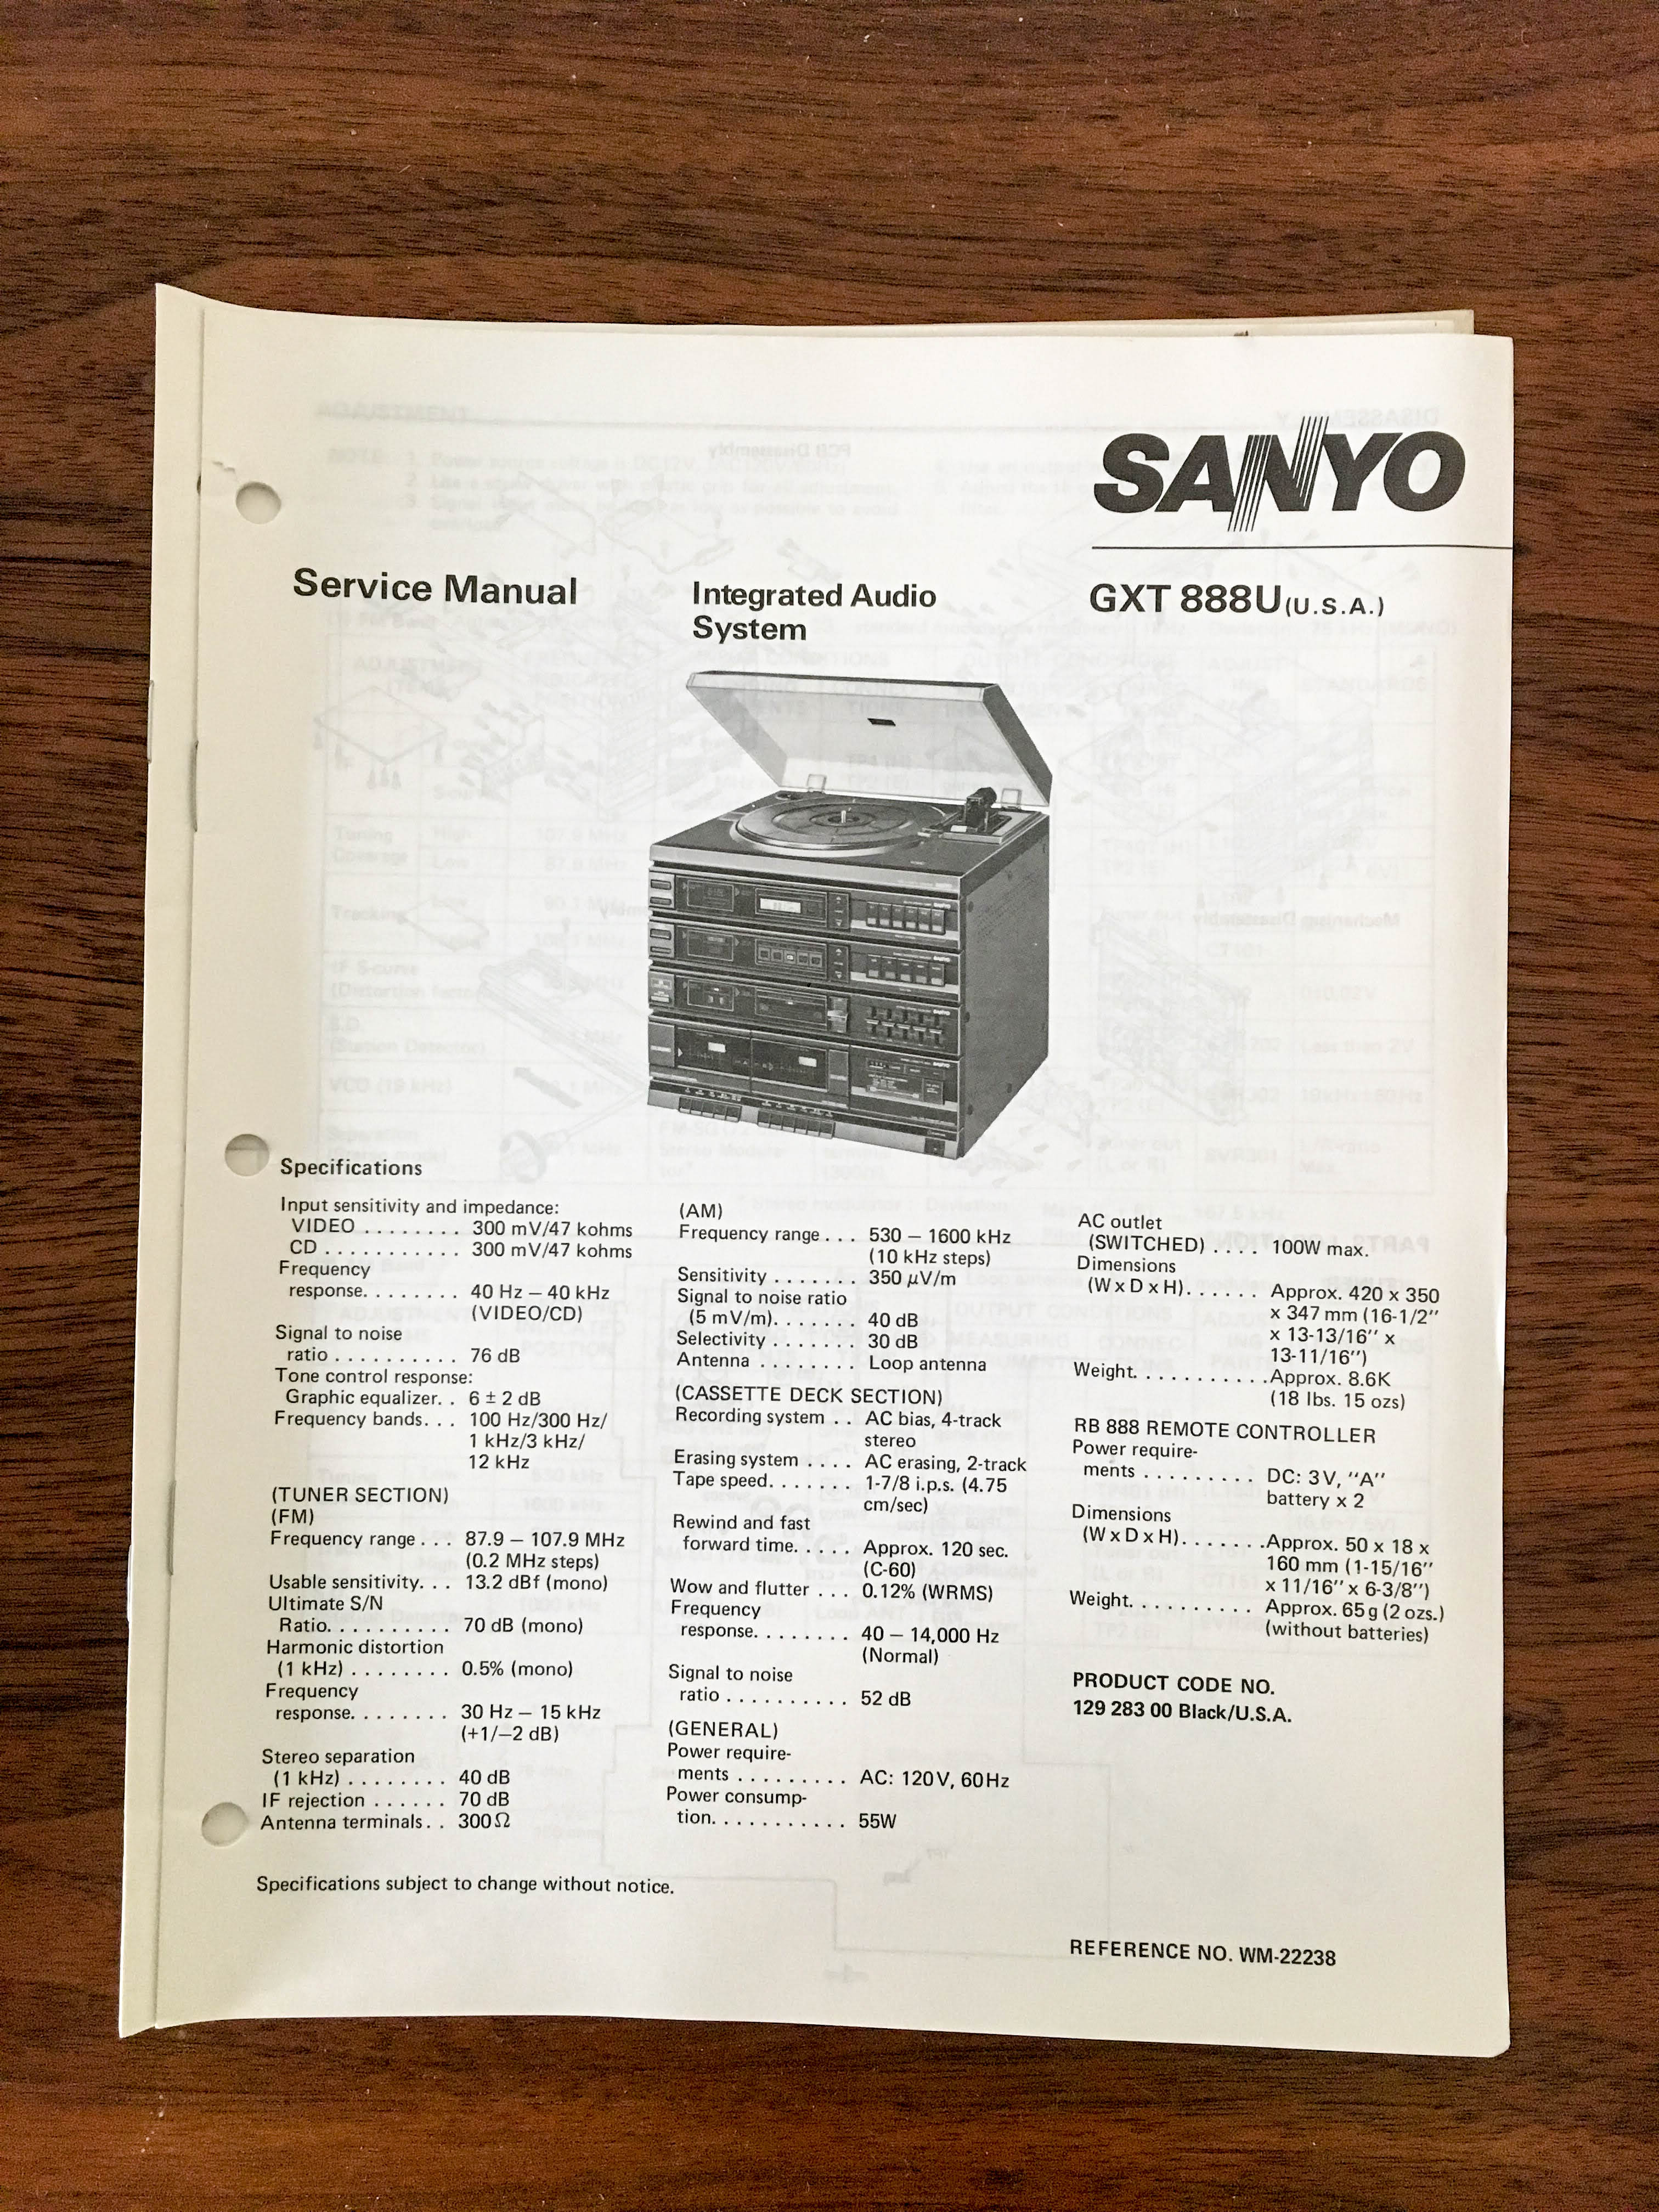 SANYO
Service Manual
Integrated Audio
System
GXT 888U (U.S.A.)
Specifications
Input sensitivity and impedance:
VIDEO . . . . . . . . 300 mV/47 kohms
CD . . . . . . . . . . . 300 mV/47 kohms
Frequency
response. . . . . . . . 40 Hz – 40 kHz
(VIDEO/CD)
Signal to noise
ratio . . . . . . . . . . 76 dB
Tone control response:
Graphic equalizer. . 6 ± 2 dB
Frequency bands. . . 100 Hz/300 Hz/
1 kHz/3 kHz/
12 kHz
(TUNER SECTION)
(FM)
Frequency range . . . 87.9 – 107.9 MHz
(0.2 MHz steps)
Usable sensitivity. . . 13.2 dBf (mono)
Ultimate S/N
Ratio. . . . . . . . . . 70 dB (mono)
Harmonic distortion
(1 kHz) . . . . . . . . 0.5% (mono)
Frequency
response. . . . . . . . 30 Hz – 15 kHz
(+1/–2 dB)
Stereo separation
(1 kHz) . . . . . . . . 40 dB
IF rejection . . . . . . 70 dB
Antenna terminals. . 300Ω
(AM)
Frequency range . . . 530 – 1600 kHz
(10 kHz steps)
Sensitivity . . . . . . . 350 µV/m
Signal to noise ratio
(5 mV/m). . . . . . . 40 dB
Selectivity . . . . . . . 30 dB
Antenna . . . . . . . . Loop antenna
(CASSETTE DECK SECTION)
Recording system . . AC bias, 4-track
stereo
Erasing system . . . . AC erasing, 2-track
Tape speed. . . . . . . 1-7/8 i.p.s. (4.75
cm/sec)
Rewind and fast
forward time. . . . . Approx. 120 sec.
(C-60)
Wow and flutter . . . 0.12% (WRMS)
Frequency
response. . . . . . . . 40 – 14,000 Hz
(Normal)
Signal to noise
ratio . . . . . . . . . . 52 dB
(GENERAL)
Power require-
ments . . . . . . . . . AC: 120V, 60Hz
Power consump-
tion. . . . . . . . . . . 55W
AC outlet
(SWITCHED) . . . . 100W max.
Dimensions
(W x D x H). . . . . . Approx. 420 x 350
x 347 mm (16-1/2"
x 13-13/16" x
13-11/16")
Weight. . . . . . . . . . .Approx. 8.6K
(18 lbs. 15 ozs)
RB 888 REMOTE CONTROLLER
Power require-
ments . . . . . . . . . DC: 3V, "A"
battery x 2
Dimensions
(W x D x H). . . . . . .Approx. 50 x 18 x
160 mm (1-15/16"
x 11/16" x 6-3/8")
Weight. . . . . . . . . . Approx. 65g (2 ozs.)
(without batteries)
PRODUCT CODE NO.
129 283 00 Black/U.S.A.
Specifications subject to change without notice.
REFERENCE NO. WM-22238